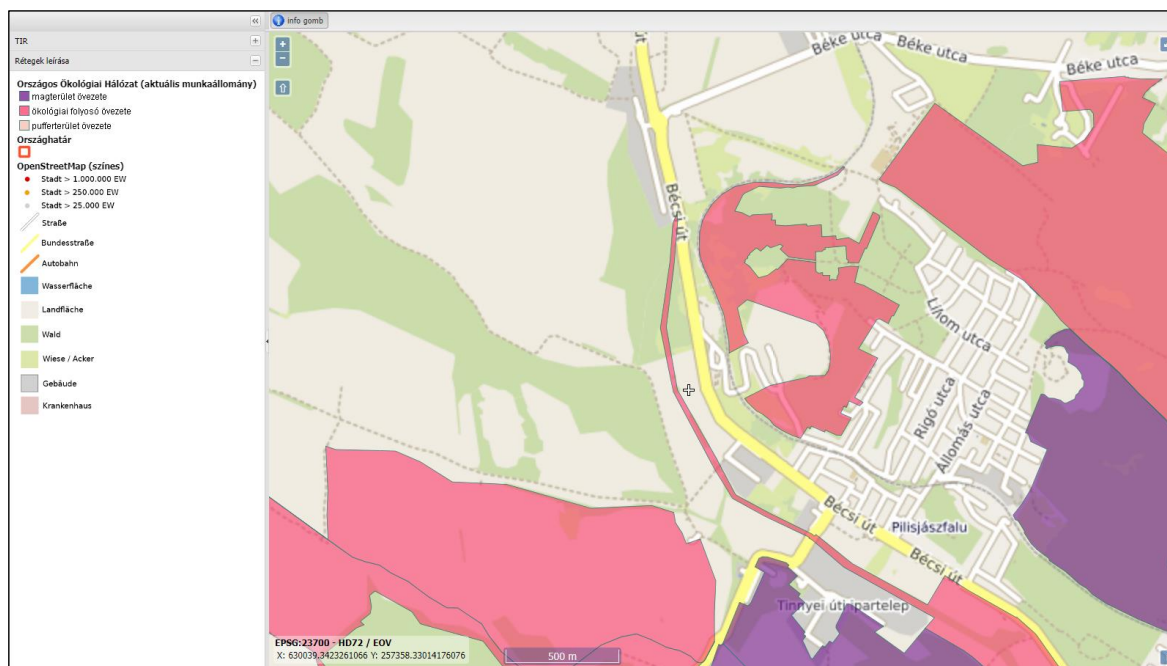 «
info gomb
TIR
Rétegek leírása
Országos Ökológiai Hálózat (aktuális munkaállomány)
magterület övezete
ökológiai folyosó övezete
pufferterület övezete
Országhatár
OpenStreetMap (színes)
Stadt > 1.000.000 EW
Stadt > 250.000 EW
Stadt > 25.000 EW
Straße
Bundesstraße
Autobahn
Wasserfläche
Landfläche
Wald
Wiese / Acker
Gebäude
Krankenhaus
+
−
út
Béke utca
Béke utca
Béke utca
Bécsi út
Liliom utca
Rigó utca
Állomás utca
Bécsi út
Pilisjászfalu
Bécsi út
Tinnyei úti ipartelep
EPSG:23700 - HD72 / EOV
X: 630039.3423261066 Y: 257358.33014176076
500 m